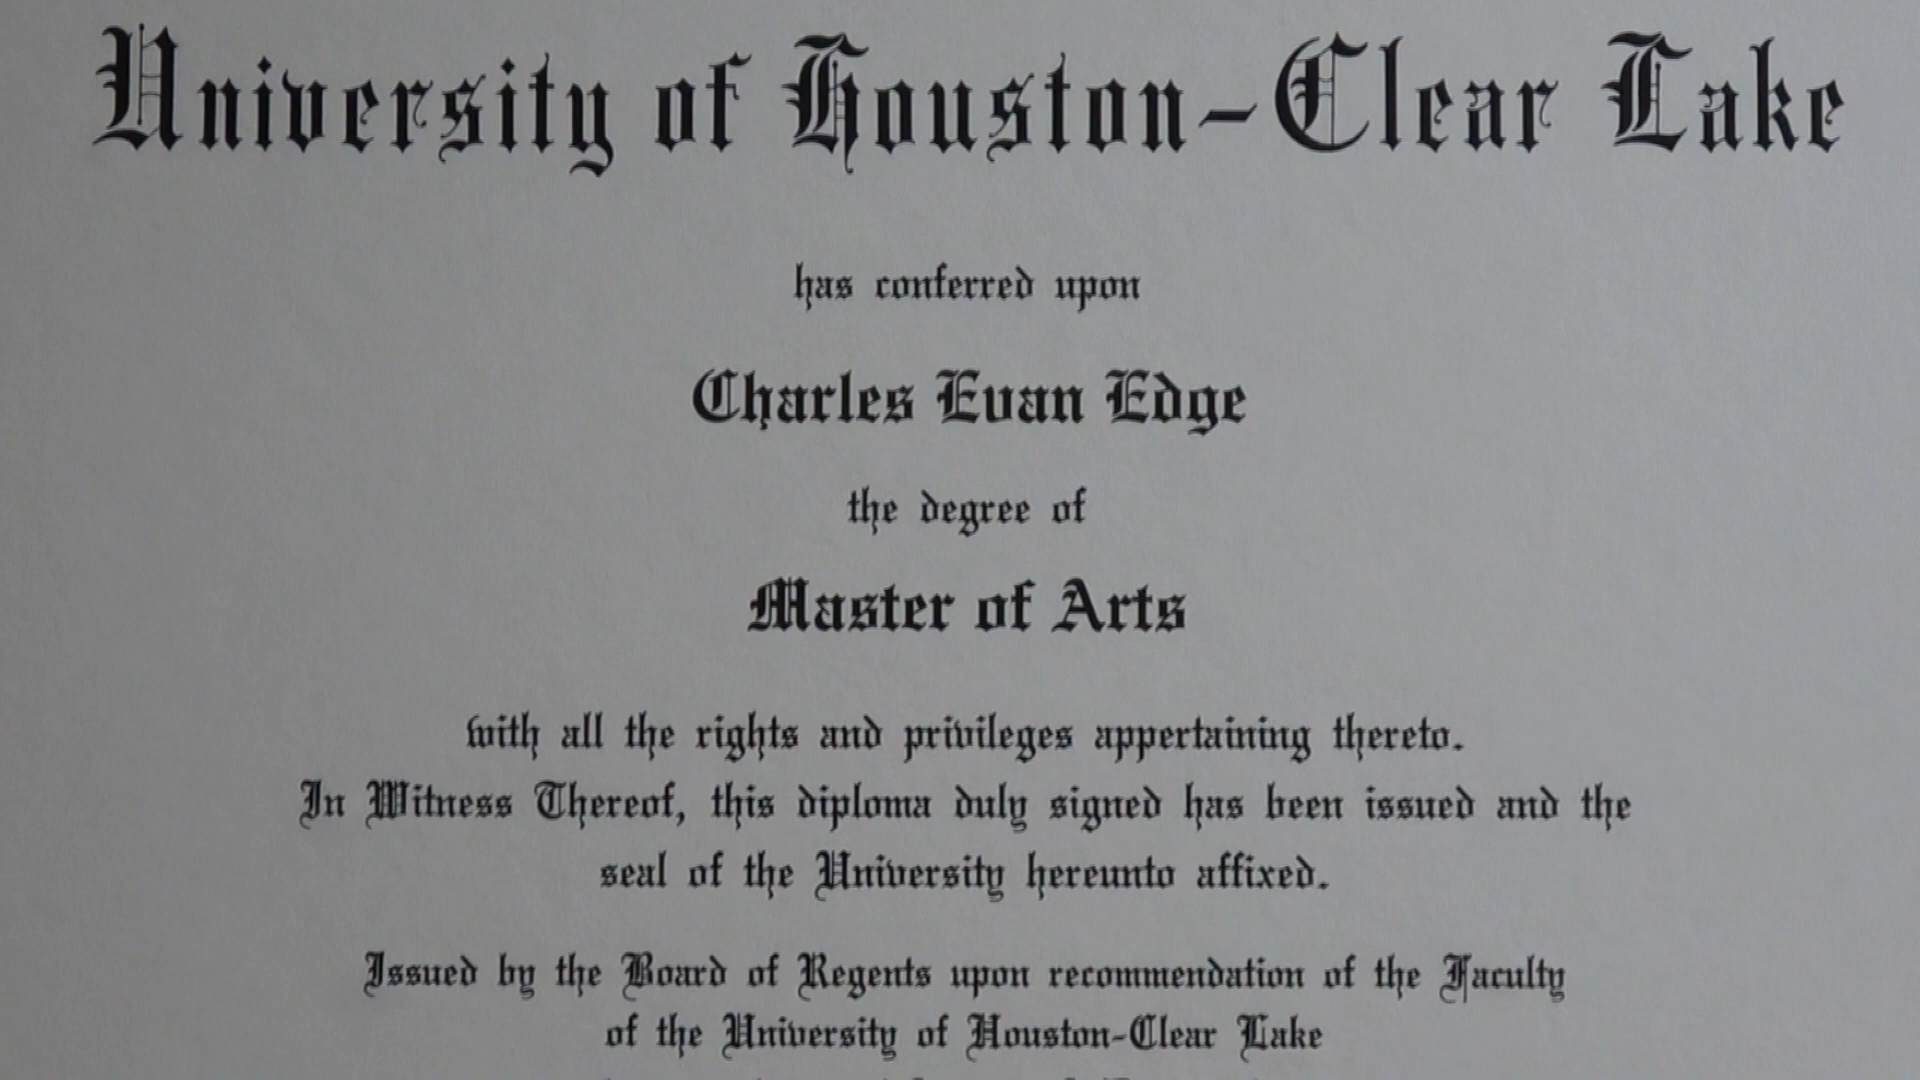 University of Houston-Clear Lake
has conferred upon
Charles Evan Edge
the degree of
Master of Arts
with all the rights and privileges appertaining thereto.
In Witness Thereof, this diploma duly signed has been issued and the
seal of the University hereunto affixed.
Issued by the Board of Regents upon recommendation of the Faculty
of the University of Houston-Clear Lake